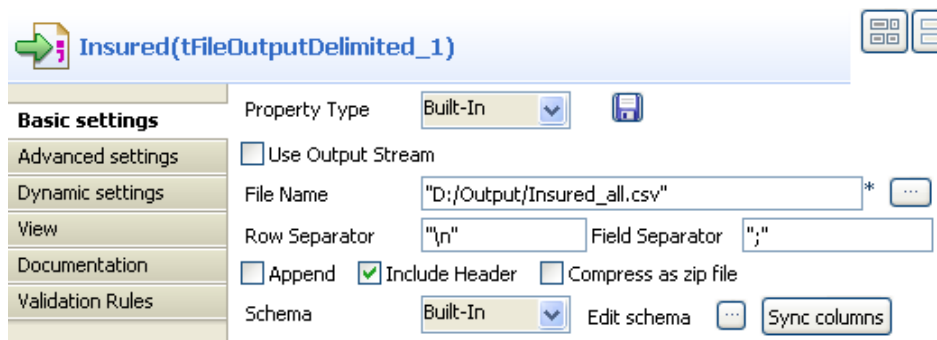 Insured(tFileOutputDelimited_1)
Basic settings
Advanced settings
Dynamic settings
View
Documentation
Validation Rules
Property Type Built-In
Use Output Stream
File Name "D:/Output/Insured_all.csv" * ...
Row Separator "\n" Field Separator ";"
Append Include Header Compress as zip file
Schema Built-In Edit schema ... Sync columns